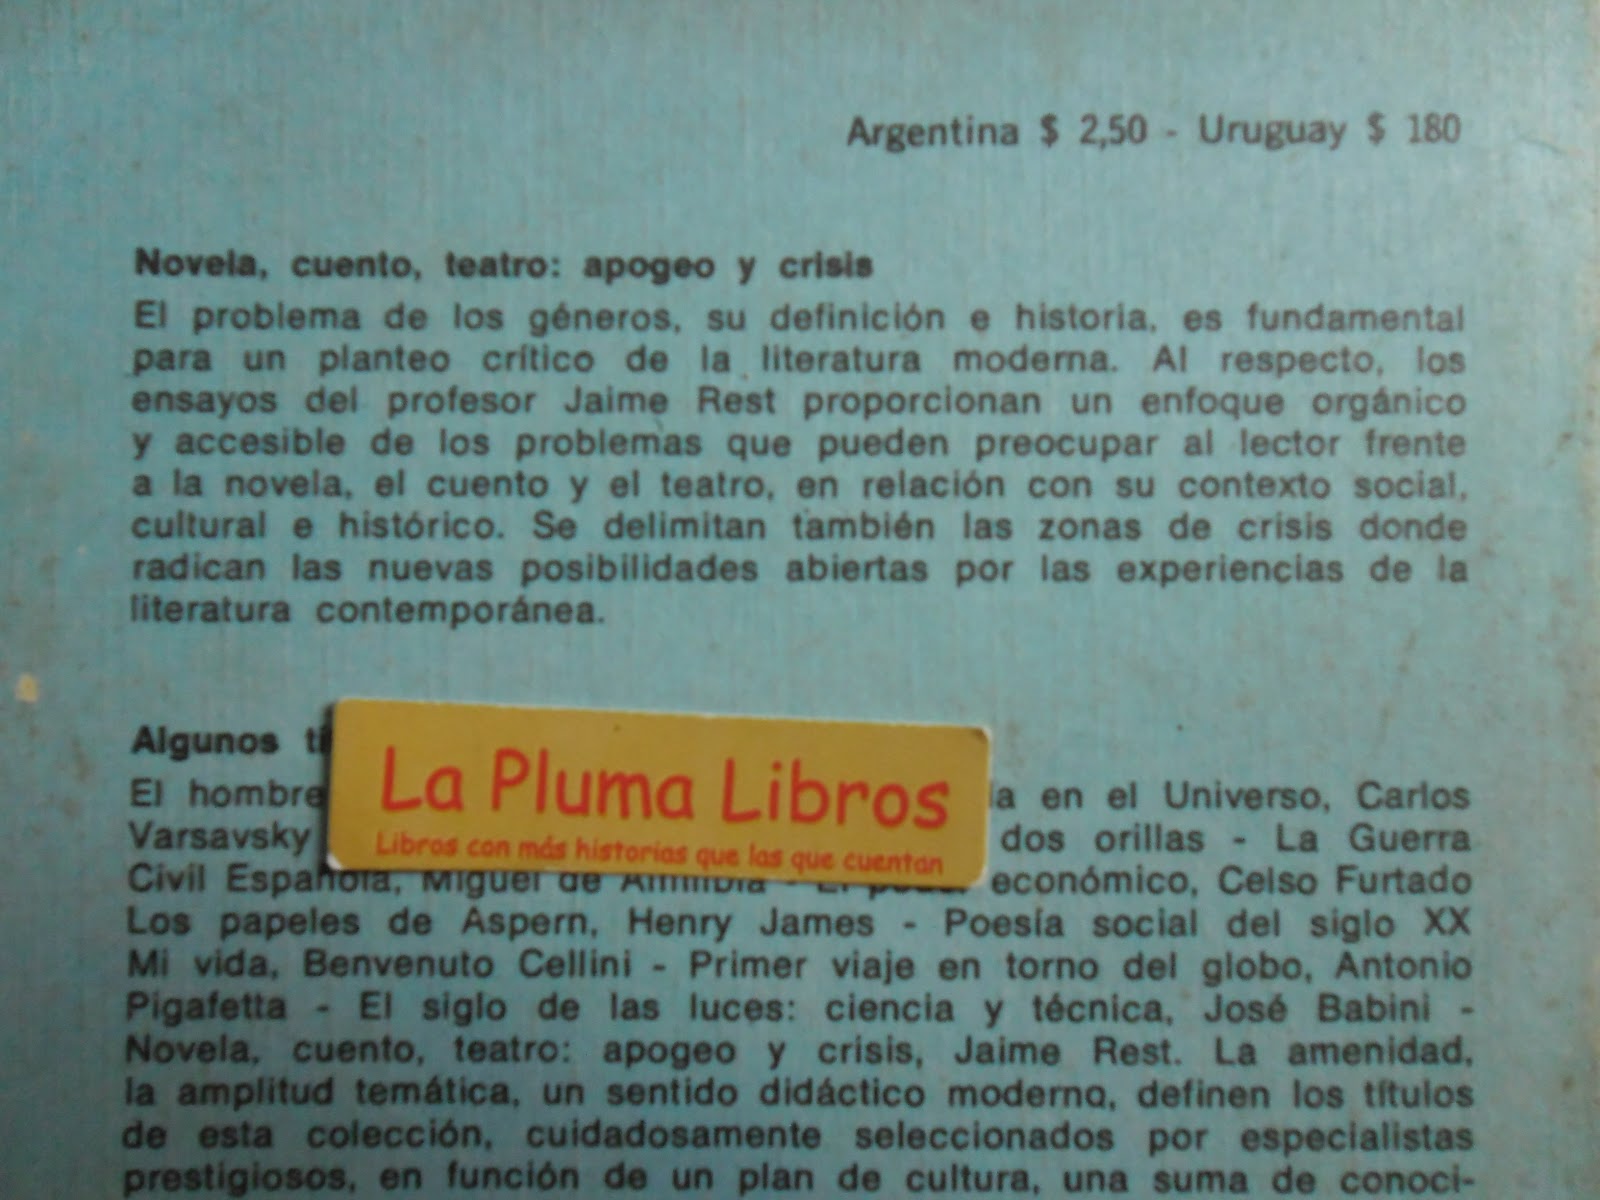 Argentina $ 2,50 - Uruguay $ 180
Novela, cuento, teatro: apogeo y crisis
El problema de los géneros, su definición e historia, es fundamental
para un planteo crítico de la literatura moderna. Al respecto, los
ensayos del profesor Jaime Rest proporcionan un enfoque orgánico
y accesible de los problemas que pueden preocupar al lector frente
a la novela, el cuento y el teatro, en relación con su contexto social,
cultural e histórico. Se delimitan también las zonas de crisis donde
radican las nuevas posibilidades abiertas por las experiencias de la
literatura contemporánea.
Algunos
La Pluma Libros
Libros con más historias que las que cuentan
El hombre en el Universo, Carlos
Varsavsky dos orillas - La Guerra
Civil Española, Miguel de Amilibia - El económico, Celso Furtado
Los papeles de Aspern, Henry James - Poesía social del siglo XX
Mi vida, Benvenuto Cellini - Primer viaje en torno del globo, Antonio
Pigafetta - El siglo de las luces: ciencia y técnica, José Babini -
Novela, cuento, teatro: apogeo y crisis, Jaime Rest. La amenidad,
la amplitud temática, un sentido didáctico moderno, definen los títulos
de esta colección, cuidadosamente seleccionados por especialistas
prestigiosos, en función de un plan de cultura, una suma de conoci-